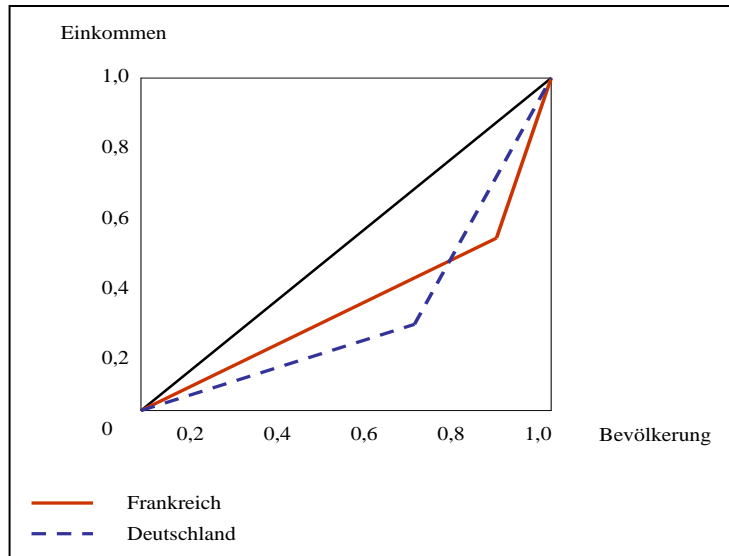 Einkommen
1,0
0,8
0,6
0,4
0,2
0
0,2 0,4 0,6 0,8 1,0 Bevölkerung
Frankreich
Deutschland